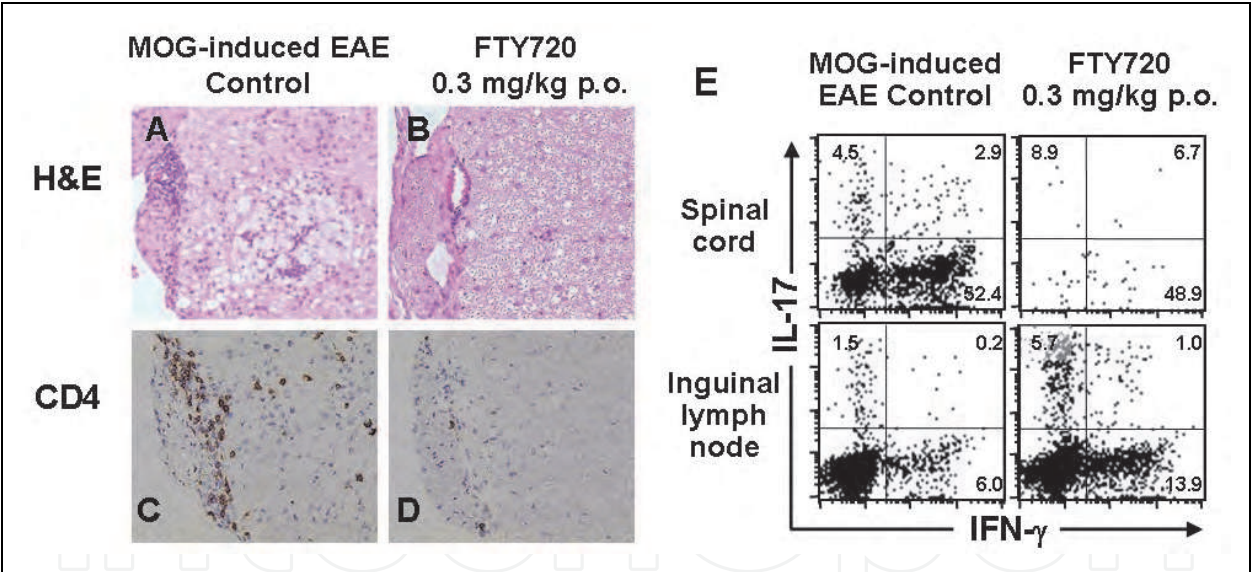 MOG-induced EAE
Control
FTY720
0.3 mg/kg p.o.
H&E
A
B
CD4
C
D
E
MOG-induced
EAE Control
FTY720
0.3 mg/kg p.o.
Spinal
cord
4.5
2.9
52.4
8.9
6.7
48.9
Inguinal
lymph
node
1.5
0.2
6.0
5.7
1.0
13.9
IL-17
IFN-γ